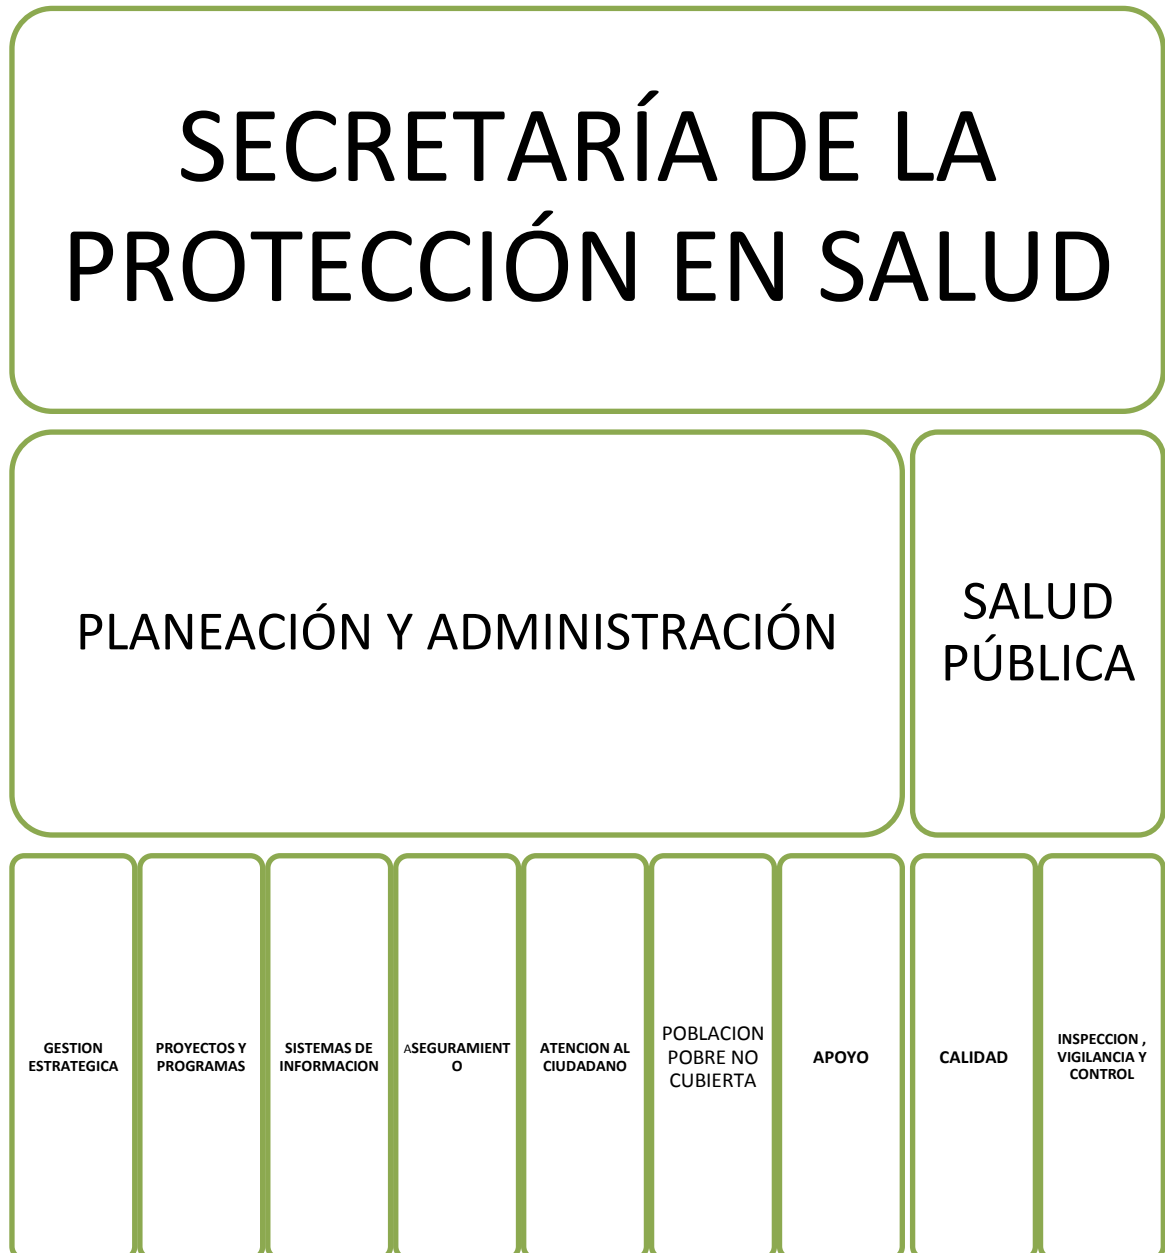 SECRETARÍA DE LA
PROTECCIÓN EN SALUD
PLANEACIÓN Y ADMINISTRACIÓN
SALUD
PÚBLICA
GESTION
ESTRATEGICA
PROYECTOS Y
PROGRAMAS
SISTEMAS DE
INFORMACION
ASEGURAMIENT
O
ATENCION AL
CIUDADANO
POBLACION
POBRE NO
CUBIERTA
APOYO
CALIDAD
INSPECCION ,
VIGILANCIA Y
CONTROL